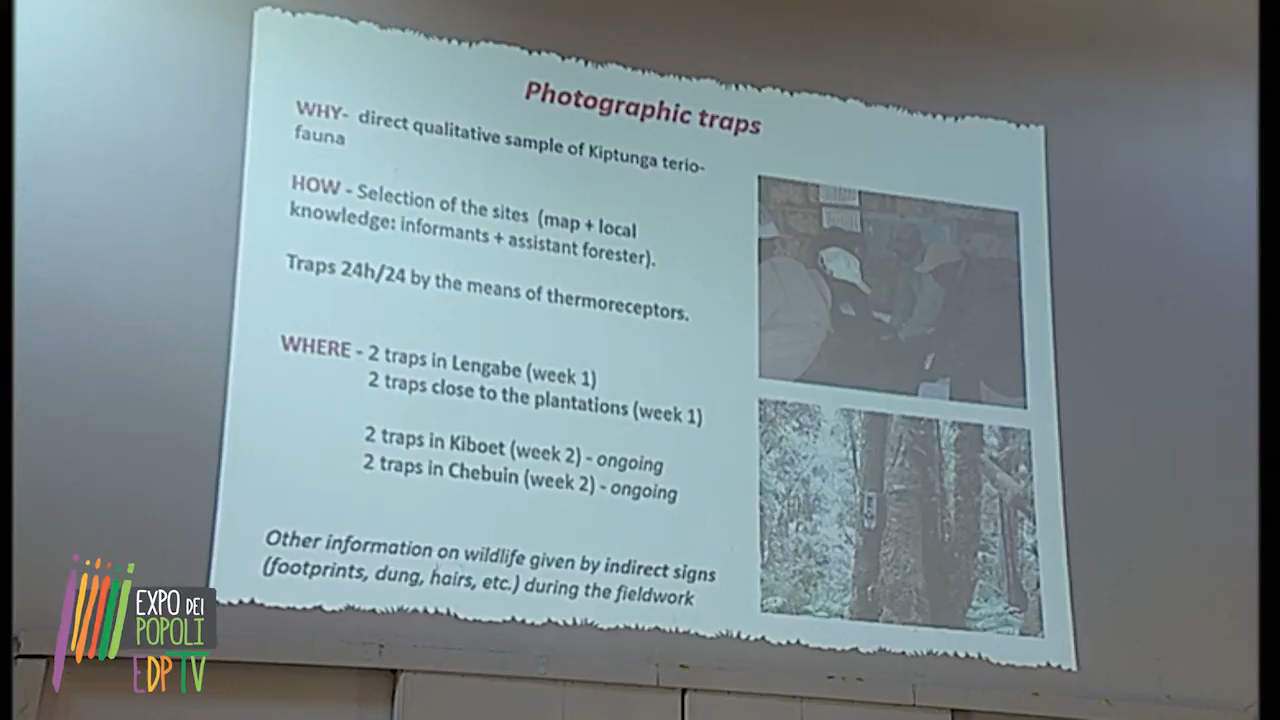 Photographic traps
WHY- direct qualitative sample of Kiptunga terio-
fauna
HOW - Selection of the sites (map + local
knowledge: informants + assistant forester).
Traps 24h/24 by the means of thermoreceptors.
WHERE - 2 traps in Lengabe (week 1)
2 traps close to the plantations (week 1)
2 traps in Kiboet (week 2) - ongoing
2 traps in Chebuin (week 2) - ongoing
Other information on wildlife given by indirect signs
(footprints, dung, hairs, etc.) during the fieldwork
EXPO DEI
POPOLI
EDPTV